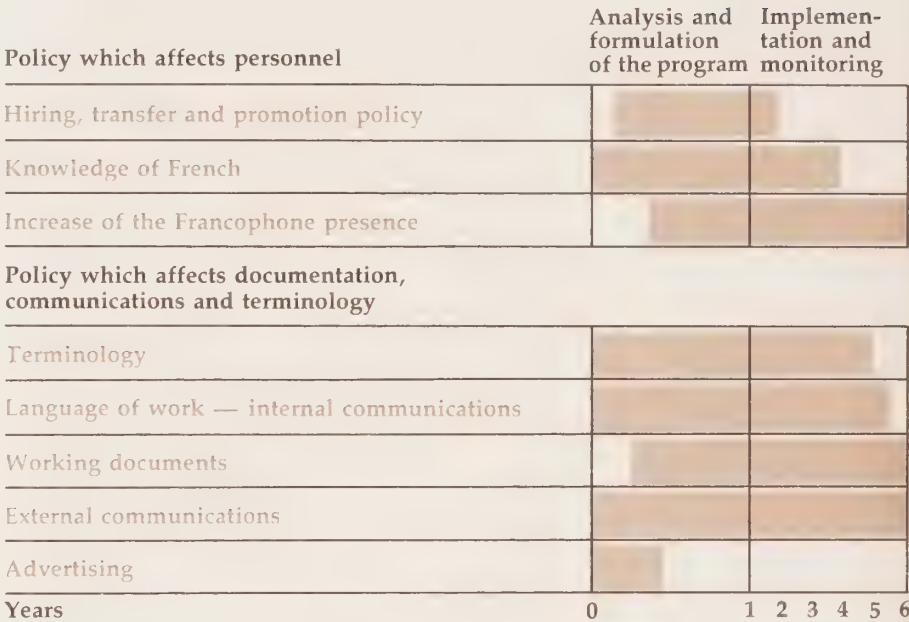 Analysis and formulation of the program
Implemen-
tation and
monitoring
Policy which affects personnel
Hiring, transfer and promotion policy
Knowledge of French
Increase of the Francophone presence
Policy which affects documentation,
communications and terminology
Terminology
Language of work — internal communications
Working documents
External communications
Advertising
Years 0 1 2 3 4 5 6